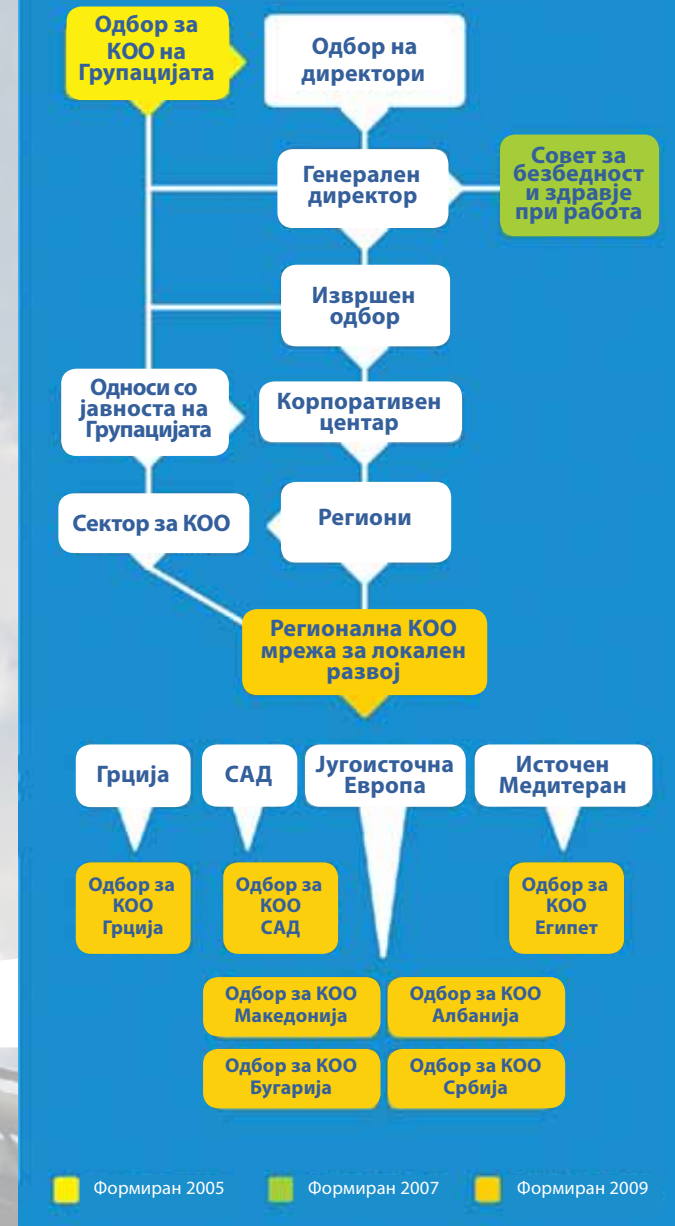 Одбор за
КОО на
Групацијата
Одбор на
директори
Генерален
директор
Совет за
безбедност
и здравје
при работа
Извршен
одбор
Односи со
јавноста на
Групацијата
Корпоративен
центар
Сектор за КОО
Региони
Регионална КОО
мрежа за локален
развој
Грција
САД
Југоисточна
Европа
Источен
Медитеран
Одбор за
КОО
Грција
Одбор за
КОО
САД
Одбор за
КОО
Египет
Одбор за КОО
Македонија
Одбор за КОО
Албанија
Одбор за КОО
Бугарија
Одбор за КОО
Србија
Формиран 2005
Формиран 2007
Формиран 2009